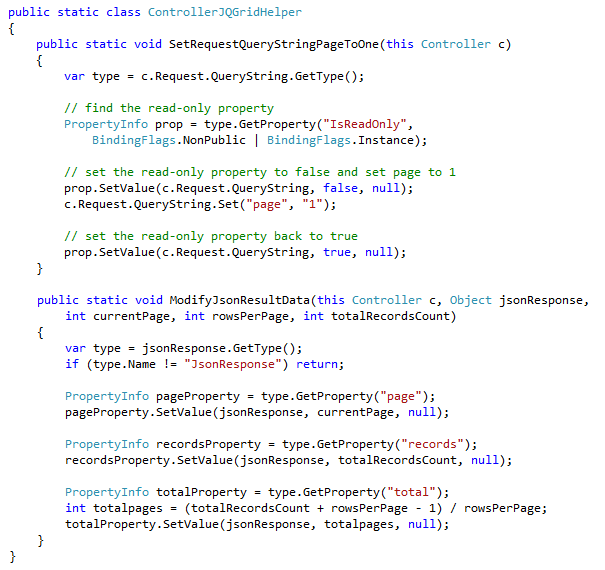 public static class ControllerJQGridHelper
{
    public static void SetRequestQueryStringPageToOne(this Controller c)
    {
        var type = c.Request.QueryString.GetType();

        // find the read-only property
        PropertyInfo prop = type.GetProperty("IsReadOnly",
            BindingFlags.NonPublic | BindingFlags.Instance);

        // set the read-only property to false and set page to 1
        prop.SetValue(c.Request.QueryString, false, null);
        c.Request.QueryString.Set("page", "1");

        // set the read-only property back to true
        prop.SetValue(c.Request.QueryString, true, null);
    }

    public static void ModifyJsonResultData(this Controller c, Object jsonResponse,
        int currentPage, int rowsPerPage, int totalRecordsCount)
    {
        var type = jsonResponse.GetType();
        if (type.Name != "JsonResponse") return;

        PropertyInfo pageProperty = type.GetProperty("page");
        pageProperty.SetValue(jsonResponse, currentPage, null);

        PropertyInfo recordsProperty = type.GetProperty("records");
        recordsProperty.SetValue(jsonResponse, totalRecordsCount, null);

        PropertyInfo totalProperty = type.GetProperty("total");
        int totalpages = (totalRecordsCount + rowsPerPage - 1) / rowsPerPage;
        totalProperty.SetValue(jsonResponse, totalpages, null);
    }
}